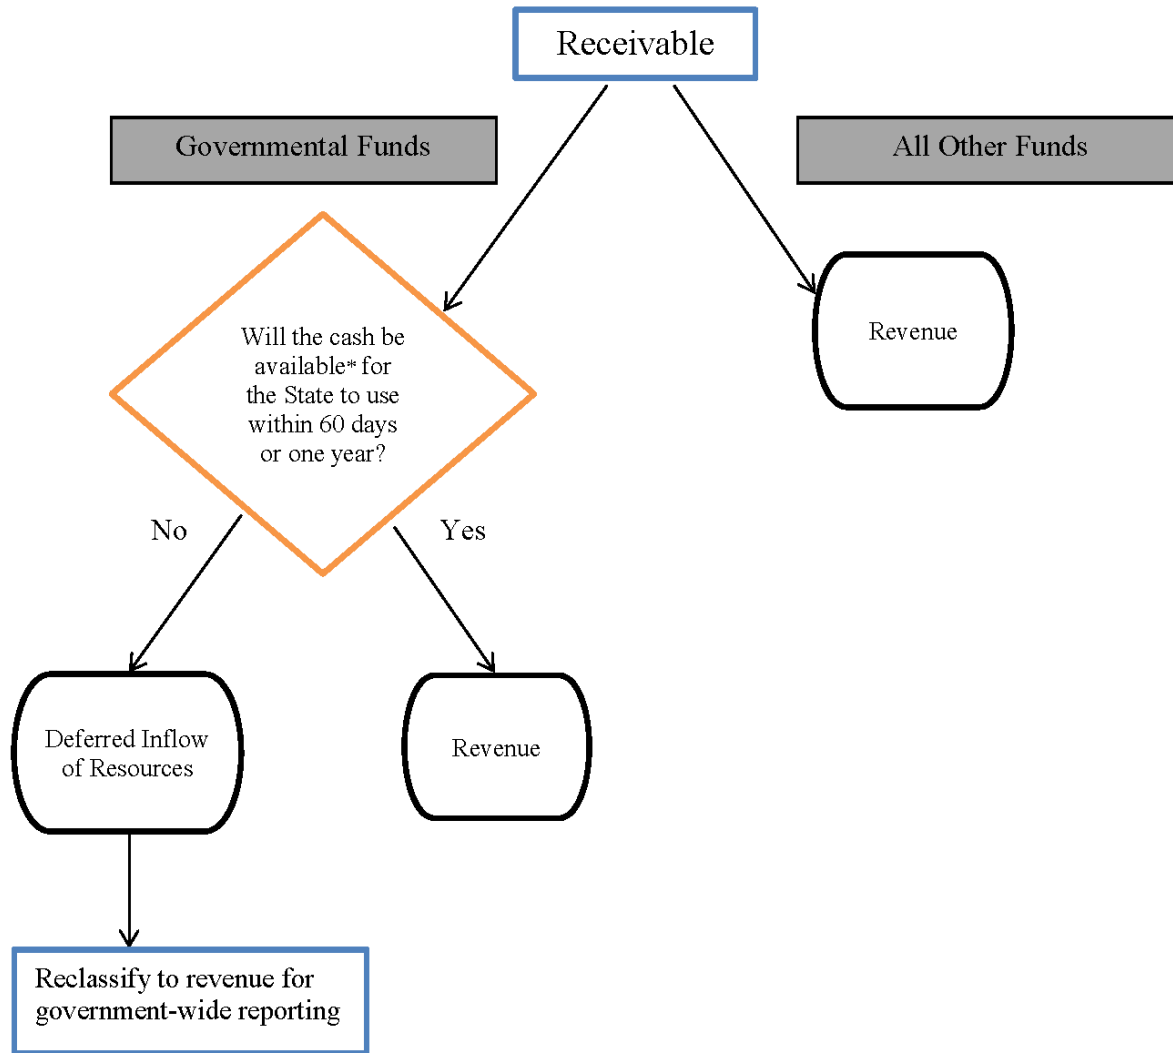 Receivable
Governmental Funds
All Other Funds
Will the cash be
available* for
the State to use
within 60 days
or one year?
Revenue
No
Yes
Deferred Inflow
of Resources
Revenue
Reclassify to revenue for
government-wide reporting